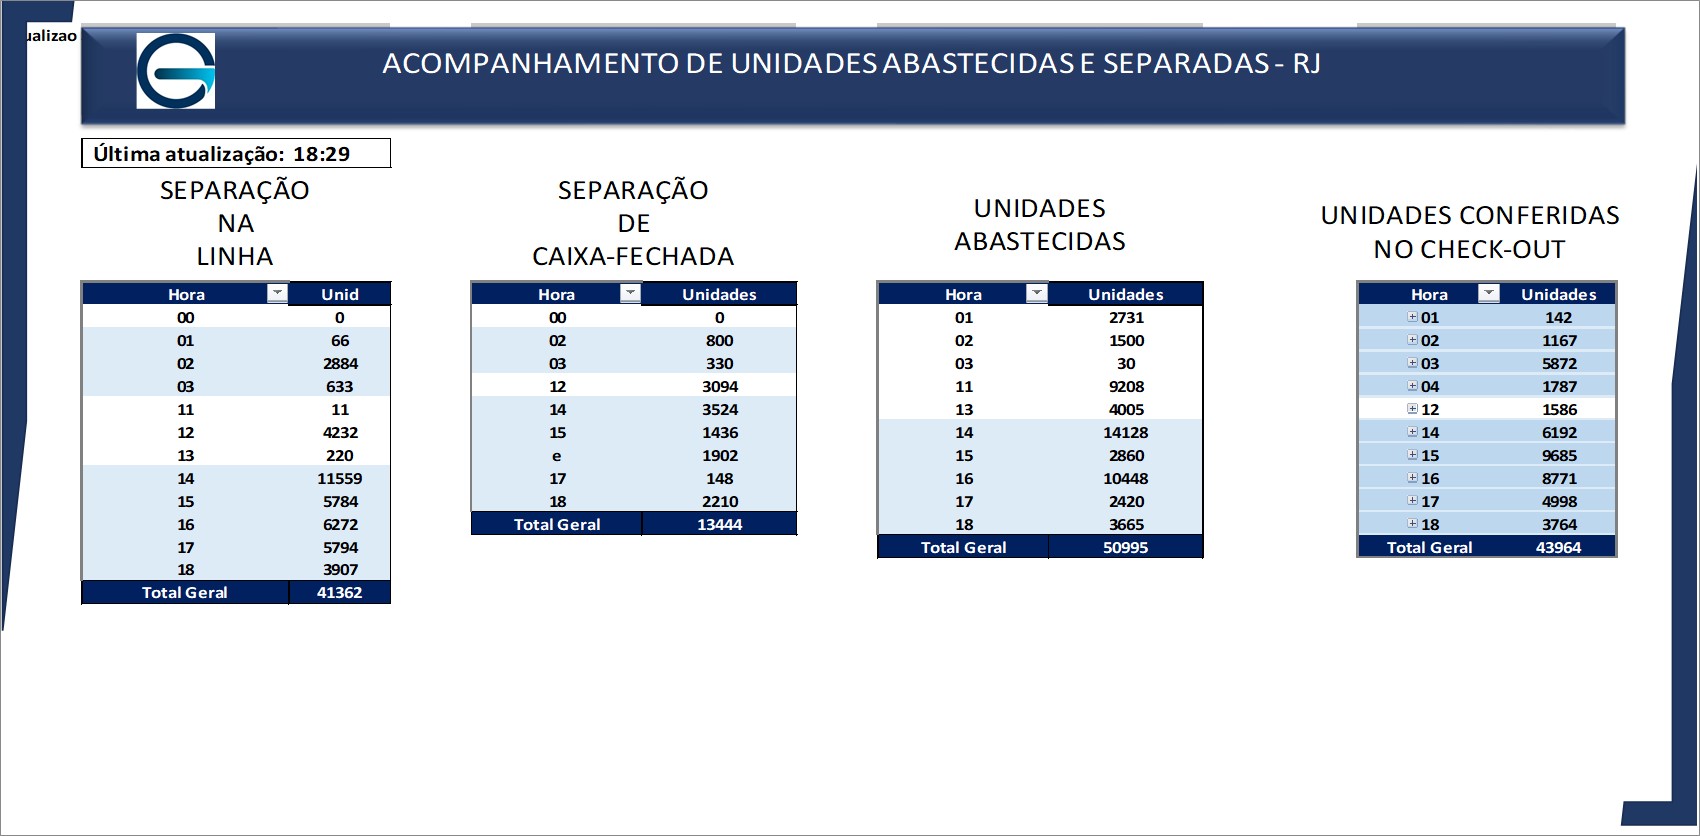 ualizao
ACOMPANHAMENTO DE UNIDADES ABASTECIDAS E SEPARADAS - RJ
Última atualização: 18:29
SEPARAÇÃO
NA
LINHA
Hora Unid
00 0
01 66
02 2884
03 633
11 11
12 4232
13 220
14 11559
15 5784
16 6272
17 5794
18 3907
Total Geral 41362
SEPARAÇÃO
DE
CAIXA-FECHADA
Hora Unidades
00 0
02 800
03 330
12 3094
14 3524
15 1436
e 1902
17 148
18 2210
Total Geral 13444
UNIDADES
ABASTECIDAS
Hora Unidades
01 2731
02 1500
03 30
11 9208
13 4005
14 14128
15 2860
16 10448
17 2420
18 3665
Total Geral 50995
UNIDADES CONFERIDAS
NO CHECK-OUT
Hora Unidades
01 142
02 1167
03 5872
04 1787
12 1586
14 6192
15 9685
16 8771
17 4998
18 3764
Total Geral 43964